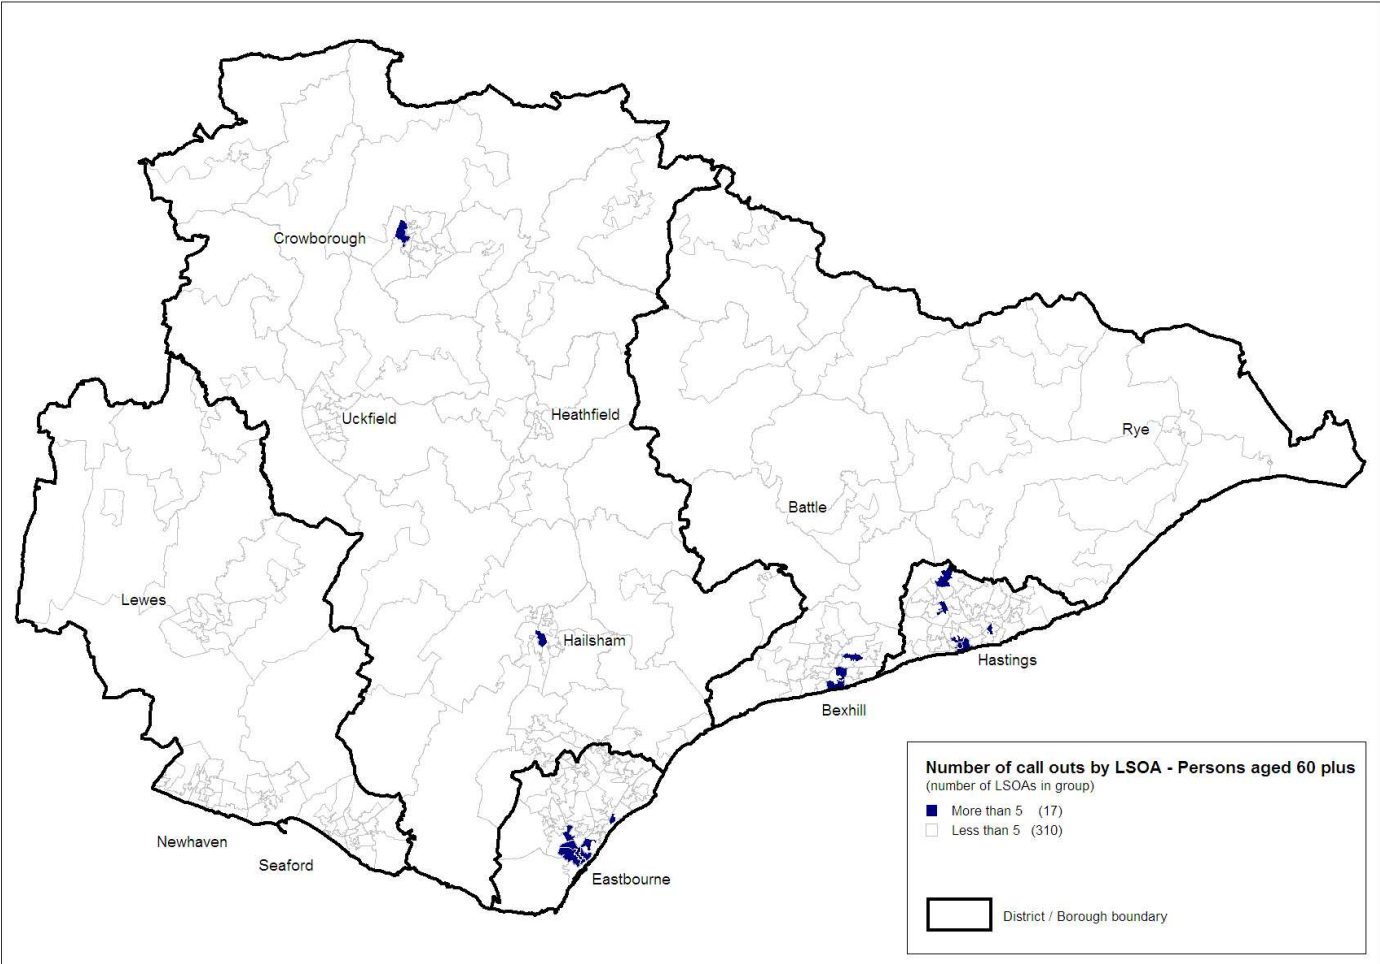 Crowborough
Uckfield
Heathfield
Rye
Battle
Lewes
Hailsham
Hastings
Bexhill
Newhaven
Seaford
Eastbourne
Number of call outs by LSOA - Persons aged 60 plus
(number of LSOAs in group)
More than 5 (17)
Less than 5 (310)
District / Borough boundary